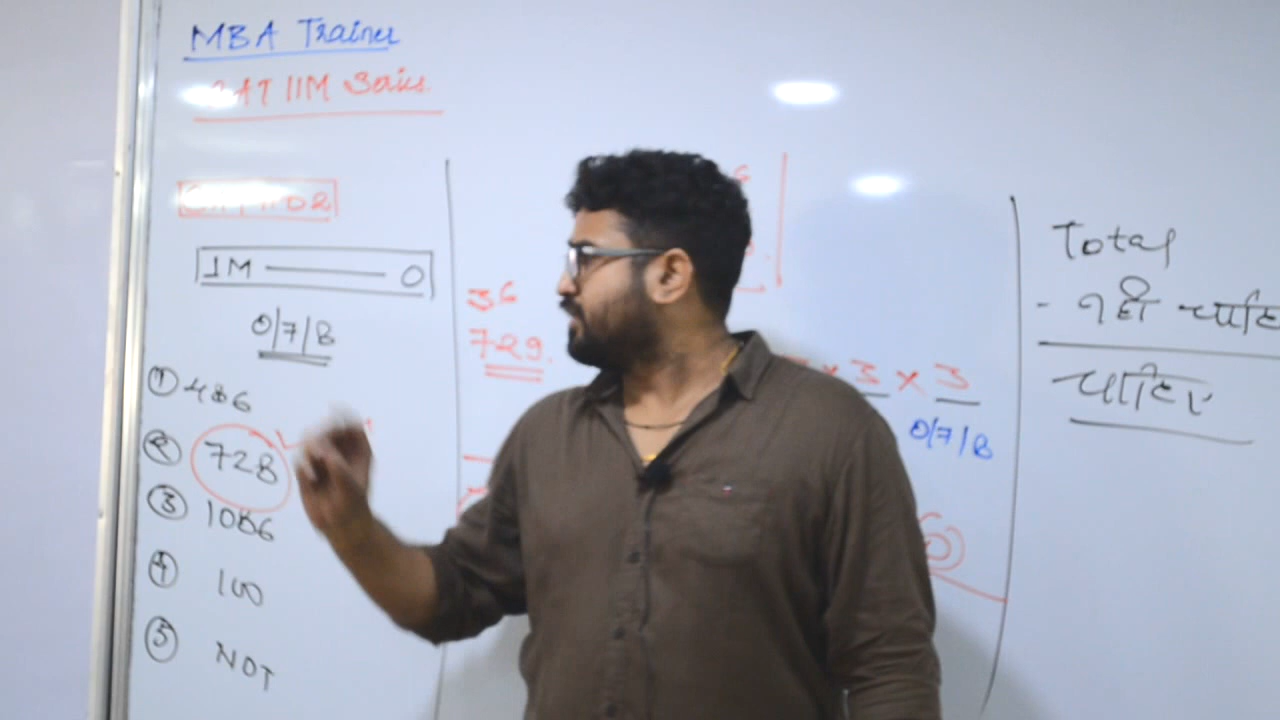 MBA Trainer
CAT IIM Series
1M — 0
0/7/8
① 486
② 728
③ 1086
④ 100
⑤ NOT
3⁶
729.
× 3 × 3
0/7/8
Total
- नही चाहि
चाहिए